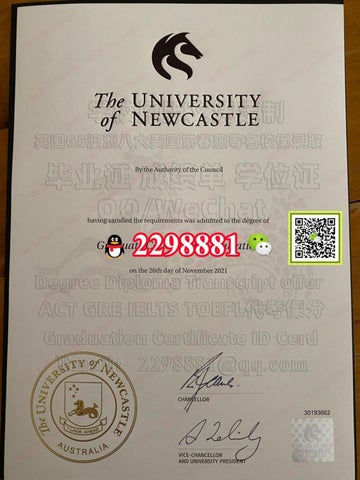 The UNIVERSITY
of NEWCASTLE
英国G5澳洲八大美国常春藤等名校保录取
By the Authority of the Council
毕业证 成绩单 学位证
QQ/WeChat
having satisfied the requirements was admitted to the degree of
2298881
on the 26th day of November 2021
Degree Diploma Transcript offer
ACT GRE IELTS TOEFL代考保分
Graduation Certificate ID Cerd
2298881@qq.com
The UNIVERSITY of NEWCASTLE
I LOOK AHEAD
AUSTRALIA
CHANCELLOR
30193662
VICE-CHANCELLOR
AND UNIVERSITY PRESIDENT